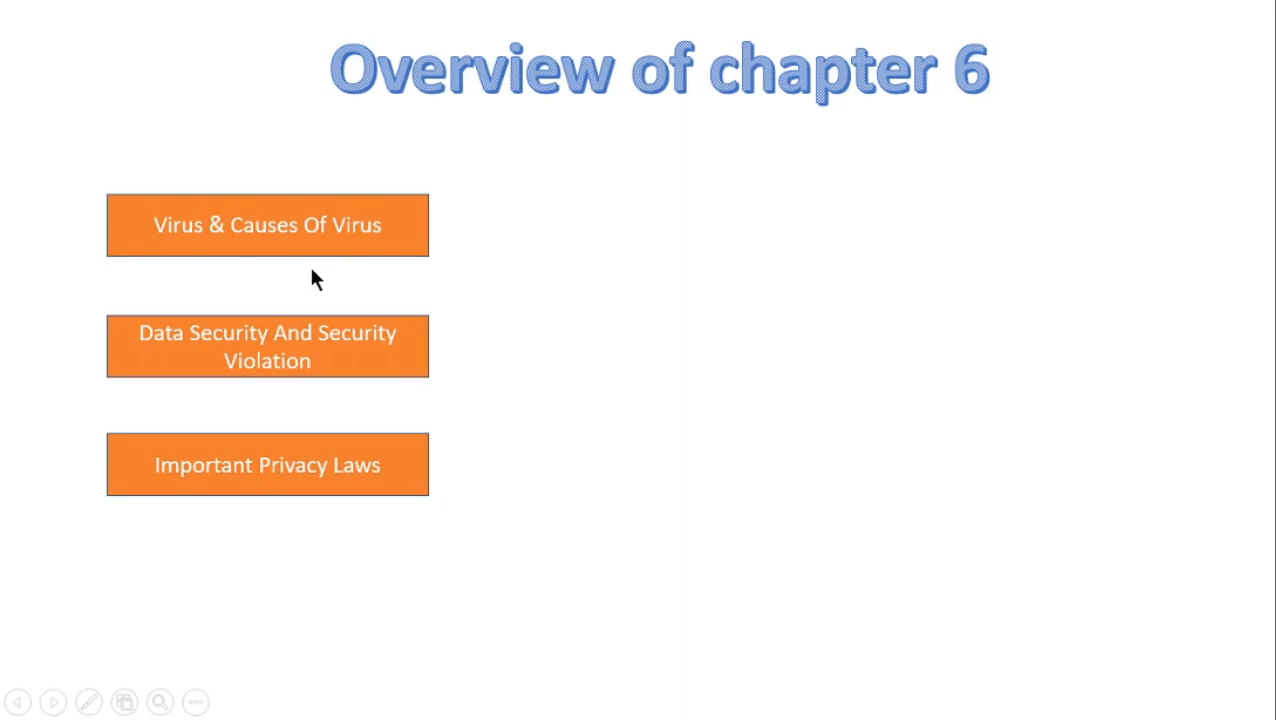 Overview of chapter 6
Virus & Causes Of Virus
Data Security And Security
Violation
Important Privacy Laws